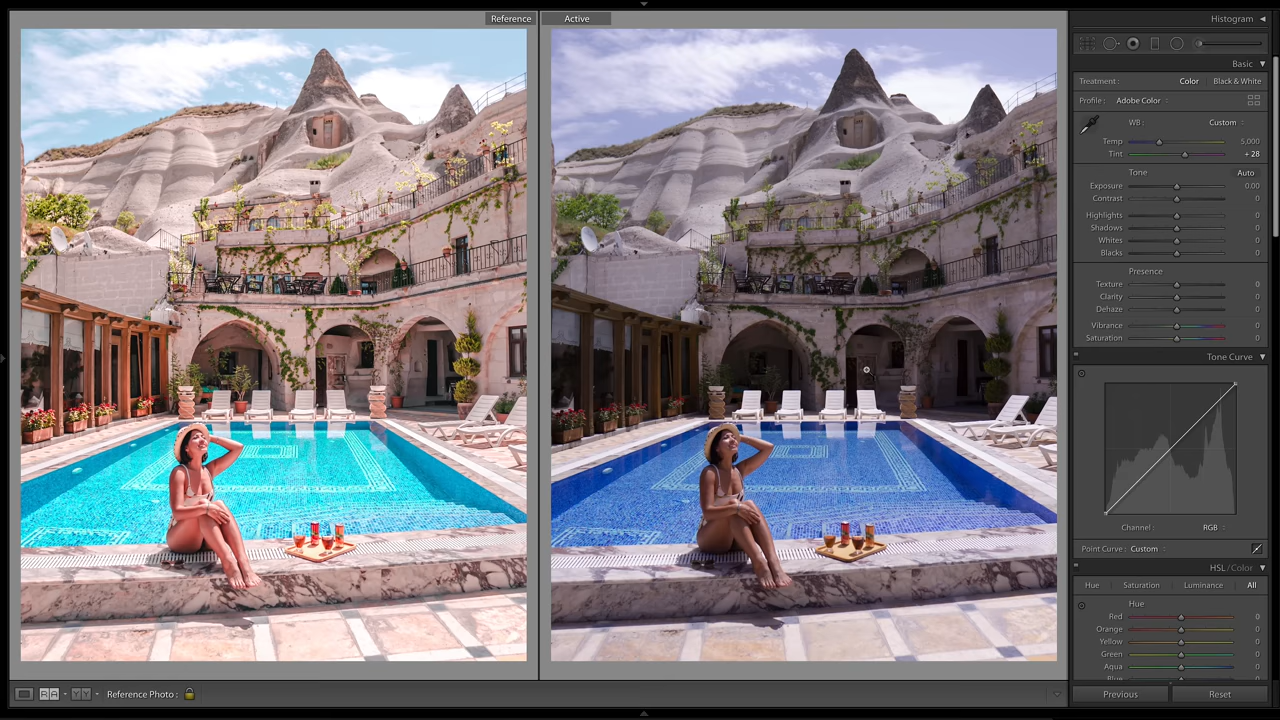 Reference
Active
Histogram
Basic
Treatment :
Color
Black & White
Profile :
Adobe Color
WB :
Custom
Temp
5,000
Tint
+ 28
Tone
Auto
Exposure
0.00
Contrast
0
Highlights
0
Shadows
0
Whites
0
Blacks
0
Presence
Texture
0
Clarity
0
Dehaze
0
Vibrance
0
Saturation
0
Tone Curve
Channel :
RGB
Point Curve :
Custom
HSL / Color
Hue
Saturation
Luminance
All
Hue
Red
0
Orange
0
Yellow
0
Green
0
Aqua
0
Blue
Previous
Reset
R A
Y Y
Reference Photo :